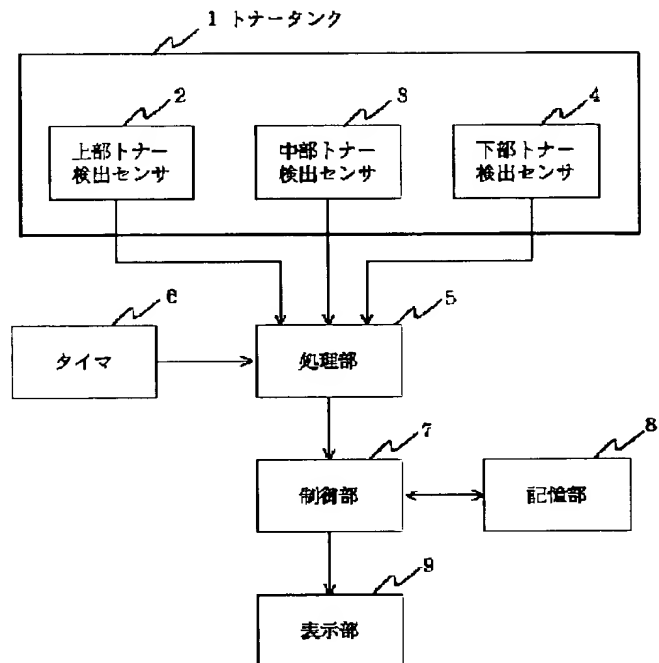 1 トナータンク
2
上部トナー
検出センサ
3
中部トナー
検出センサ
4
下部トナー
検出センサ
6
タイマ
5
処理部
7
制御部
8
記憶部
9
表示部